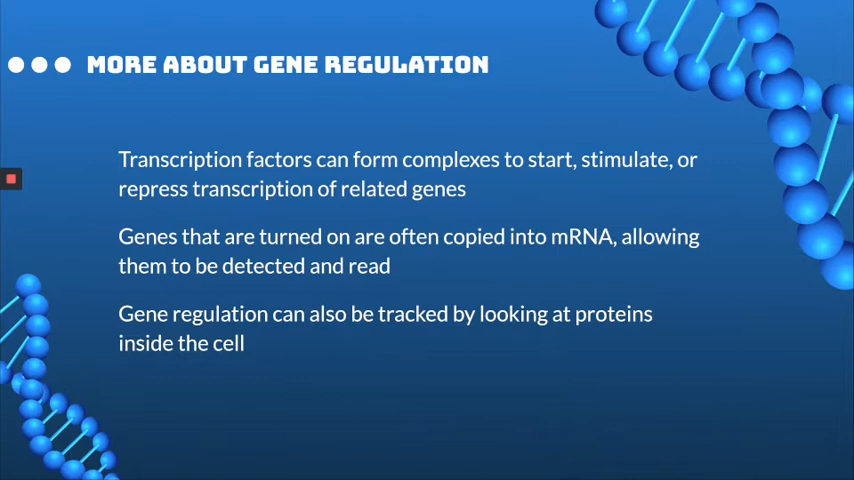 MORE ABOUT GENE REGULATION
Transcription factors can form complexes to start, stimulate, or
repress transcription of related genes
Genes that are turned on are often copied into mRNA, allowing
them to be detected and read
Gene regulation can also be tracked by looking at proteins
inside the cell